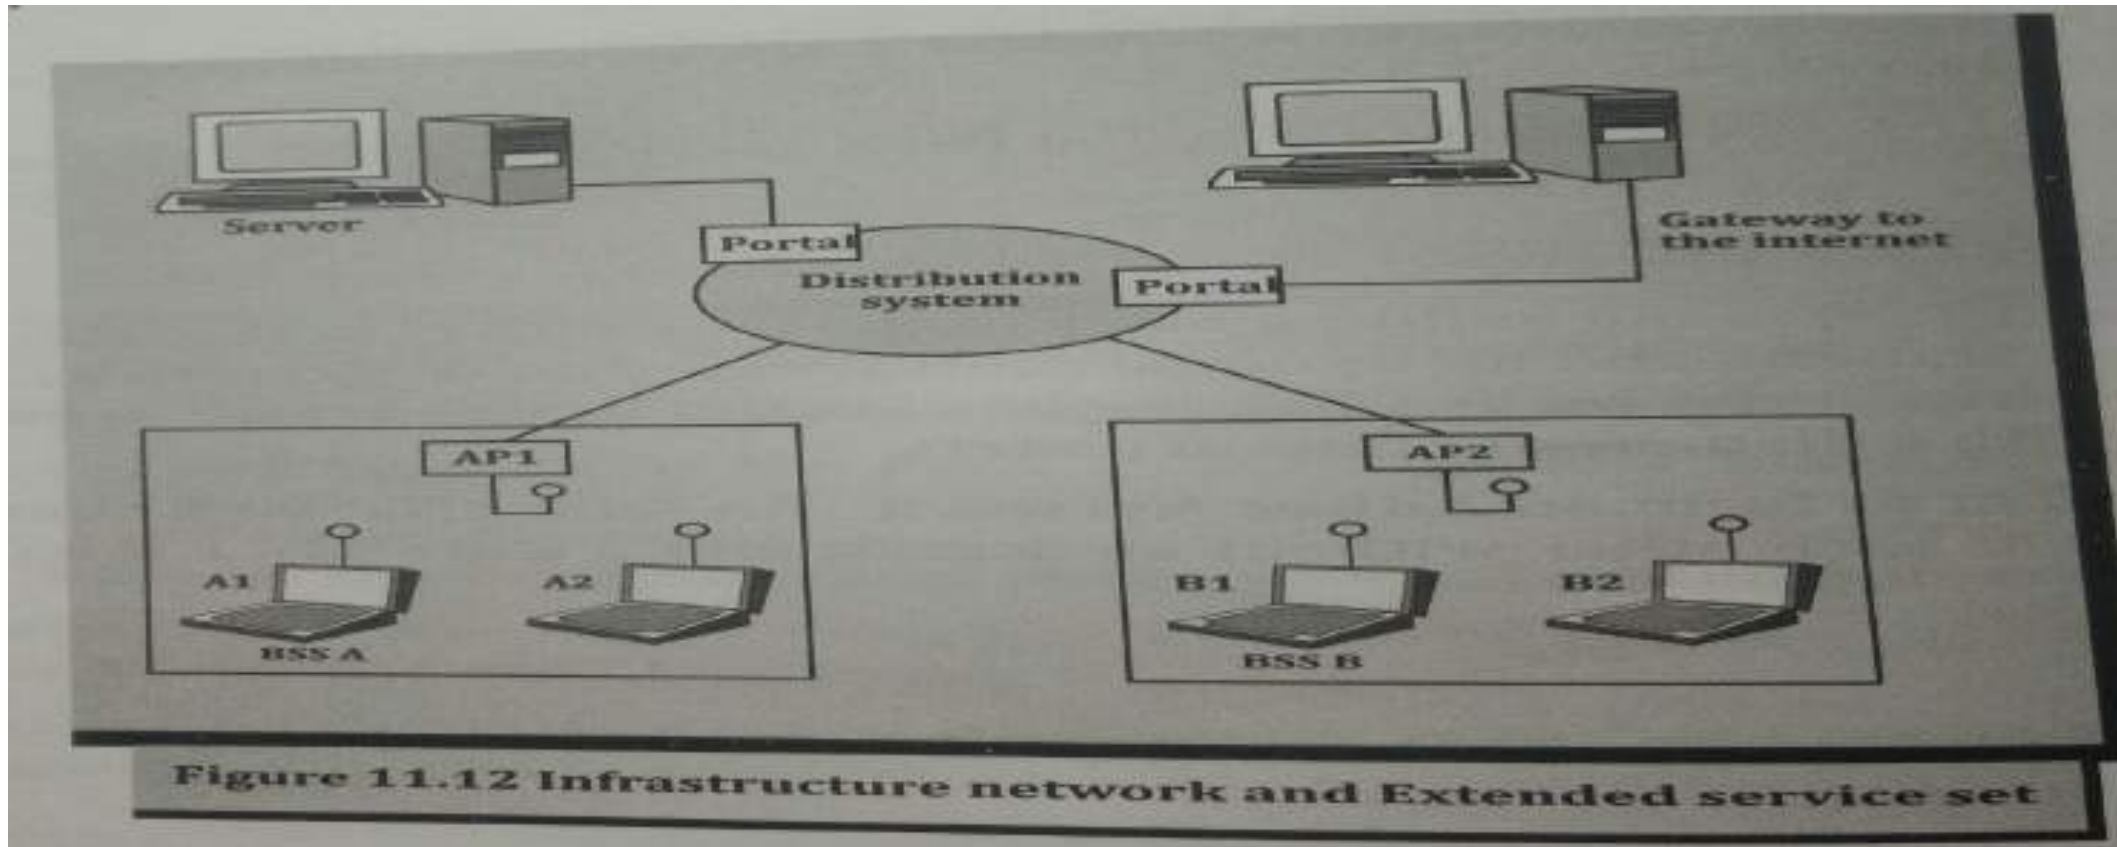 Server
Gateway to
the internet
Portal
Distribution
system
Portal
AP1
AP2
A1
A2
B1
B2
BSS A
BSS B
Figure 11.12 Infrastructure network and Extended service set